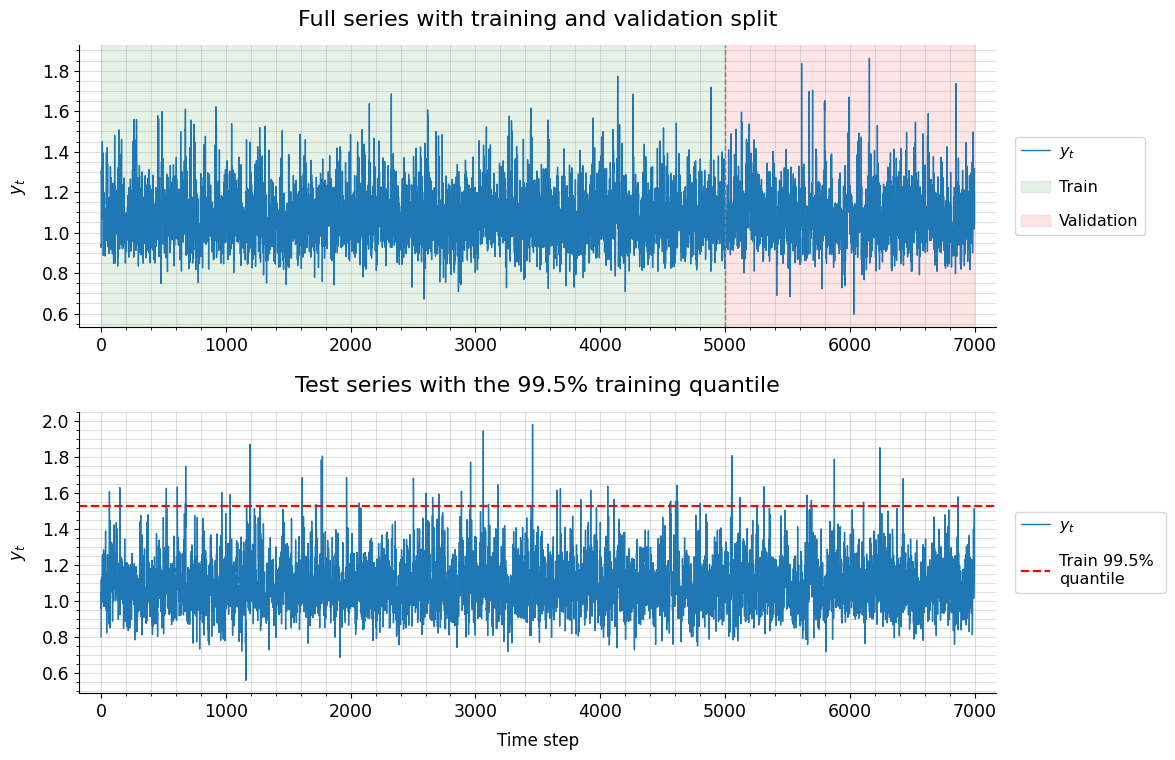 Full series with training and validation split
1.8
1.6
1.4
1.2
1.0
0.8
0.6
y_t
0 1000 2000 3000 4000 5000 6000 7000
y_t
Train
Validation
Test series with the 99.5% training quantile
2.0
1.8
1.6
1.4
1.2
1.0
0.8
0.6
y_t
0 1000 2000 3000 4000 5000 6000 7000
Time step
y_t
Train 99.5%
quantile